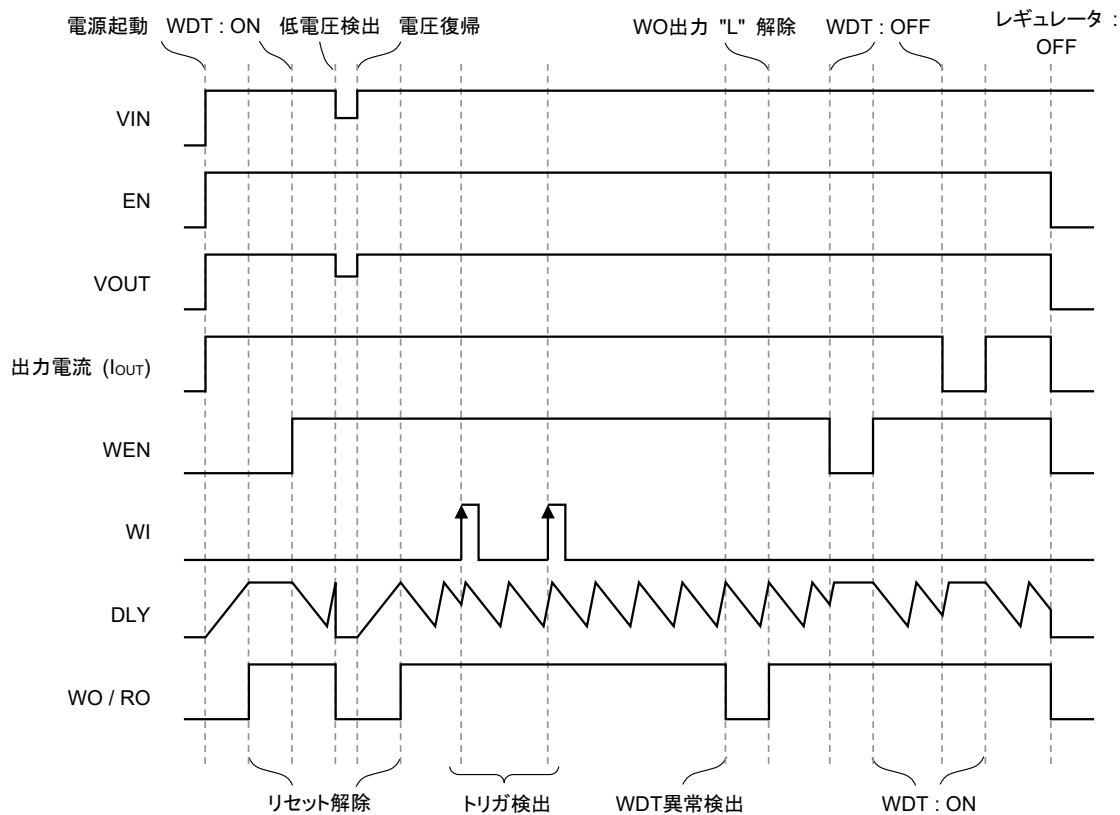 電源起動 WDT : ON 低電圧検出 電圧復帰 WO出力 "L" 解除 WDT : OFF レギュレータ :
OFF
VIN
EN
VOUT
出力電流 (IOUT)
WEN
WI
DLY
WO / RO
リセット解除 トリガ検出 WDT異常検出 WDT : ON